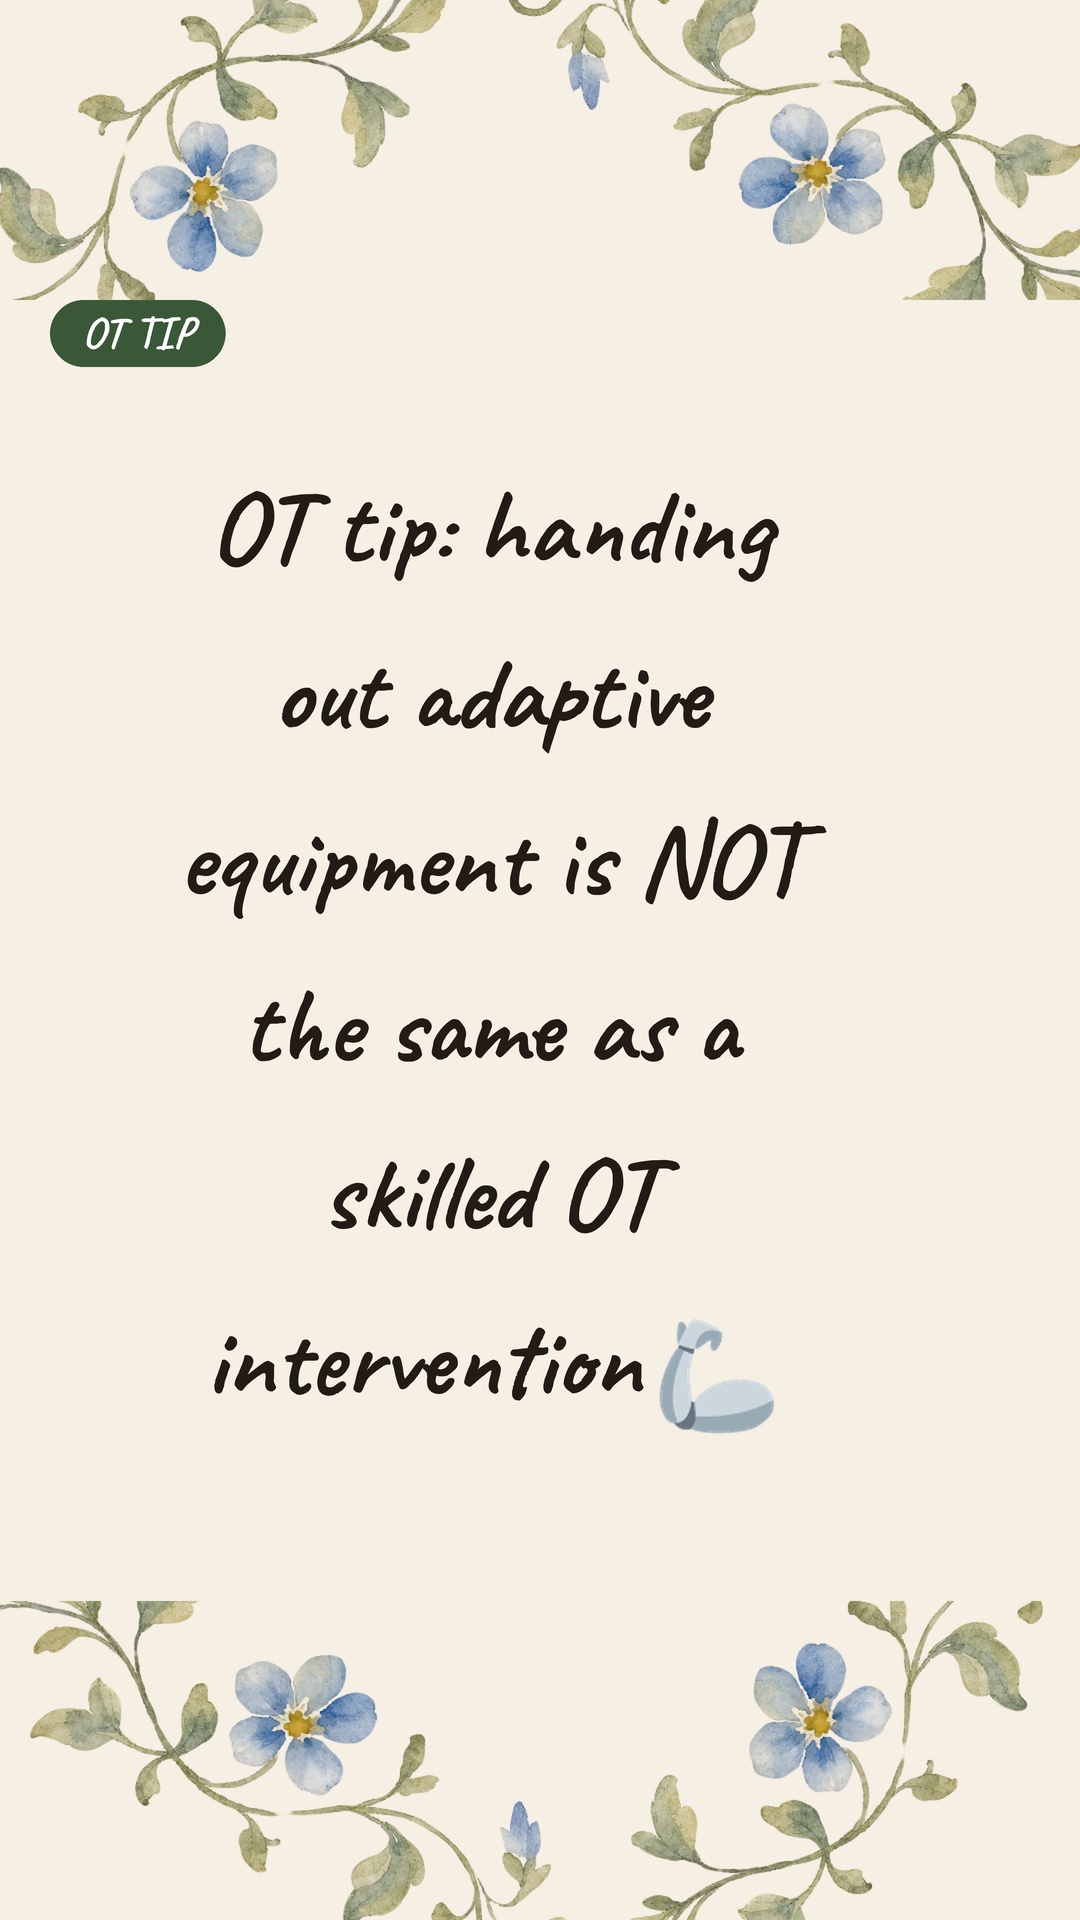 OT TIP
OT tip: handing
out adaptive
equipment is NOT
the same as a
skilled OT
intervention🦾